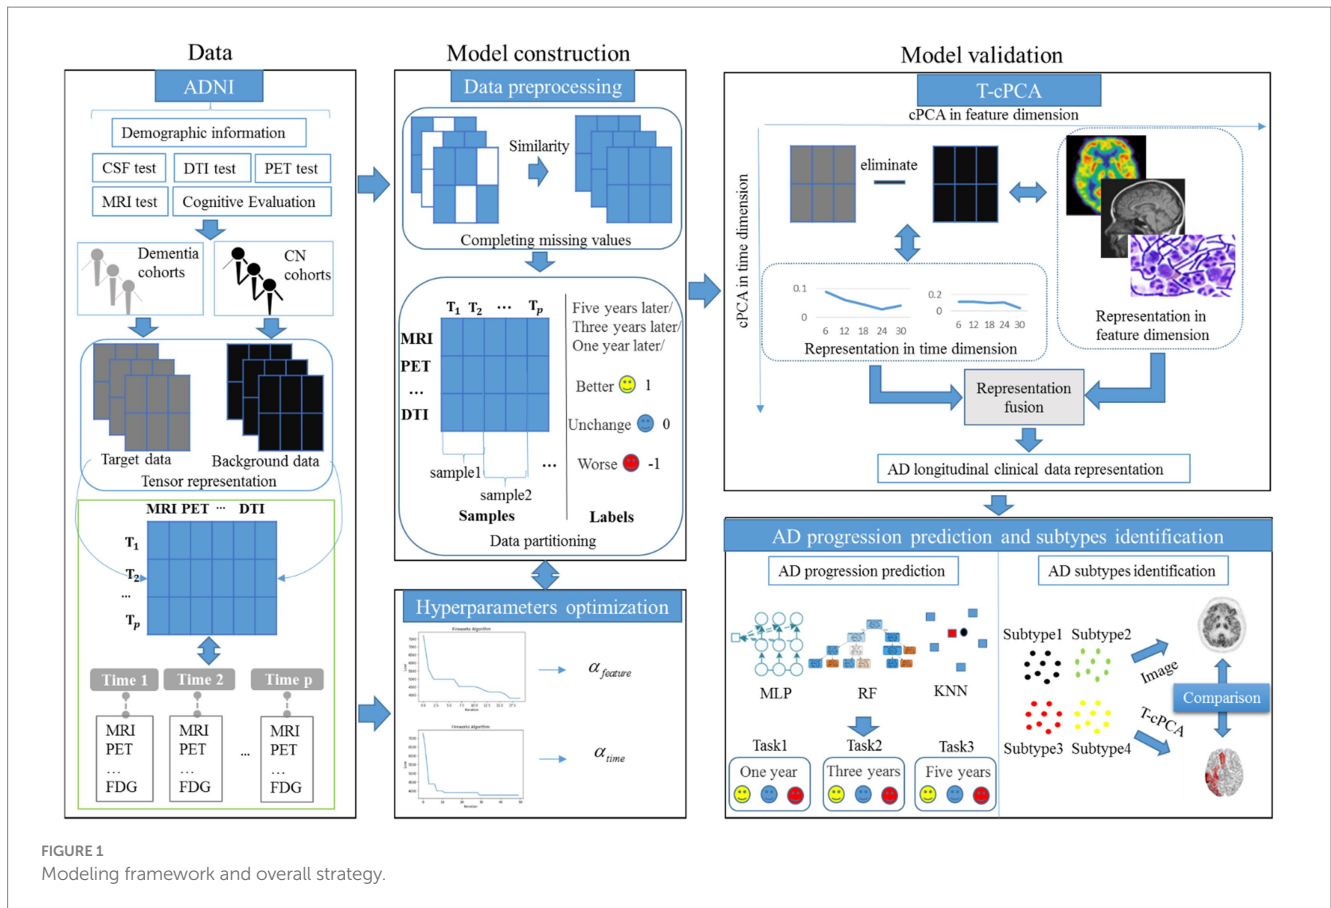 Data
ADNI
Demographic information
CSF test
DTI test
PET test
MRI test
Cognitive Evaluation
Dementia
cohorts
CN
cohorts
Target data
Background data
Tensor representation
MRI PET ... DTI
T1
T2
...
Tp
Time 1
Time 2
Time p
MRI
PET
...
FDG
MRI
PET
...
FDG
...
MRI
PET
...
FDG
Model construction
Data preprocessing
Similarity
Completing missing values
T1 T2 ... Tp
MRI
PET
...
DTI
sample1
sample2
...
Samples
Five years later/
Three years later/
One year later/
Better 1
Unchange 0
Worse -1
Labels
Data partitioning
Hyperparameters optimization
Fireworks Algorithm
Iteration
αfeature
Fireworks Algorithm
Iteration
αtime
Model validation
T-cPCA
cPCA in feature dimension
cPCA in time dimension
eliminate
0.1
0
6 12 18 24 30
0.2
0
6 12 18 24 30
Representation in time dimension
Representation in
feature dimension
Representation
fusion
AD longitudinal clinical data representation
AD progression prediction and subtypes identification
AD progression prediction
MLP
RF
KNN
Task1
Task2
Task3
One year
Three years
Five years
AD subtypes identification
Subtype1
Subtype2
Subtype3
Subtype4
Image
T-cPCA
Comparison
FIGURE 1
Modeling framework and overall strategy.